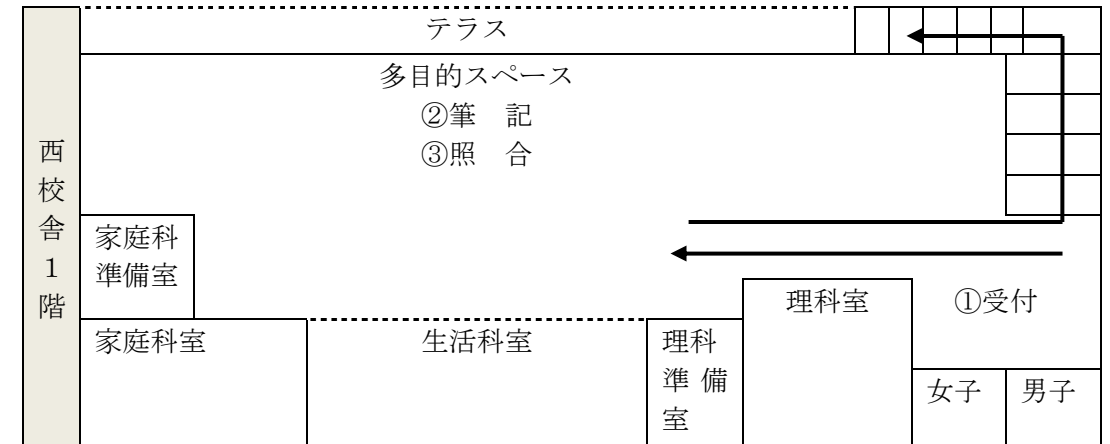 テラス
多目的スペース
②筆　記
③照　合
西校舎１階
家庭科
準備室
理科室
①受付
家庭科室
生活科室
理科
準 備
室
女子
男子